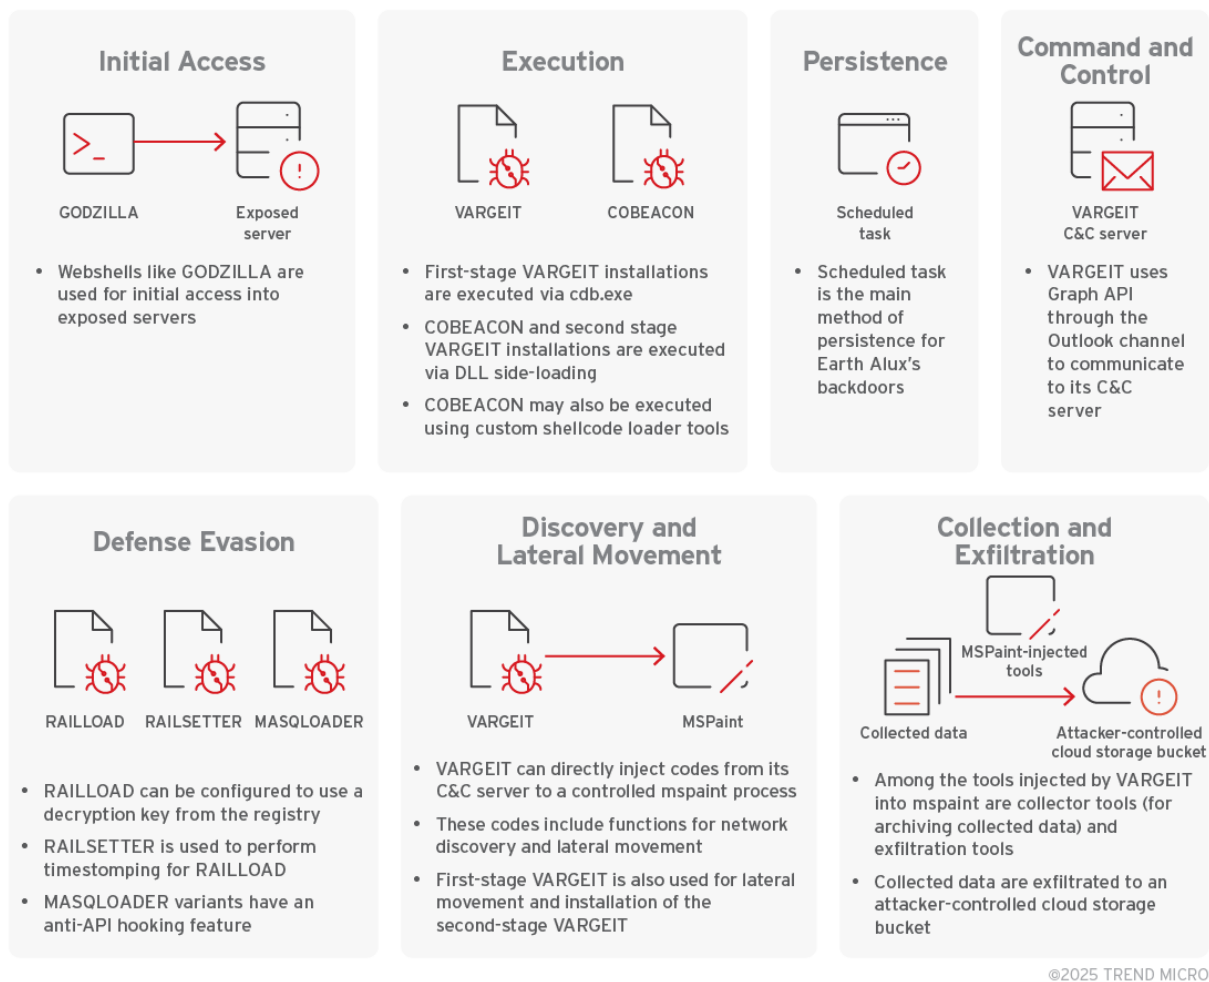 Initial Access
>_
GODZILLA
Exposed
server
• Webshells like GODZILLA are
used for initial access into
exposed servers
Execution
VARGEIT
COBEACON
• First-stage VARGEIT installations
are executed via cdb.exe
• COBEACON and second stage
VARGEIT installations are executed
via DLL side-loading
• COBEACON may also be executed
using custom shellcode loader tools
Persistence
Scheduled
task
• Scheduled task
is the main
method of
persistence for
Earth Alux's
backdoors
Command and
Control
VARGEIT
C&C server
• VARGEIT uses
Graph API
through the
Outlook channel
to communicate
to its C&C
server
Defense Evasion
RAILLOAD
RAILSETTER
MASQLOADER
• RAILLOAD can be configured to use a
decryption key from the registry
• RAILSETTER is used to perform
timestomping for RAILLOAD
• MASQLOADER variants have an
anti-API hooking feature
Discovery and
Lateral Movement
VARGEIT
MSPaint
• VARGEIT can directly inject codes from its
C&C server to a controlled mspaint process
• These codes include functions for network
discovery and lateral movement
• First-stage VARGEIT is also used for lateral
movement and installation of the
second-stage VARGEIT
Collection and
Exfiltration
MSPaint-injected
tools
Collected data
Attacker-controlled
cloud storage bucket
• Among the tools injected by VARGEIT
into mspaint are collector tools (for
archiving collected data) and
exfiltration tools
• Collected data are exfiltrated to an
attacker-controlled cloud storage
bucket
©2025 TREND MICRO